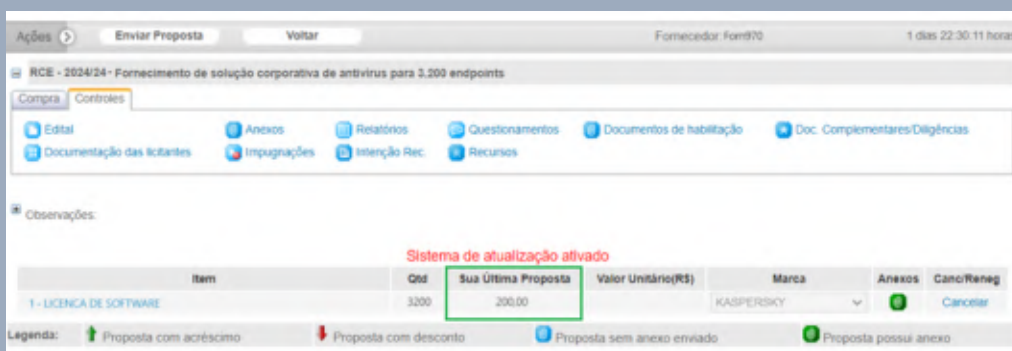 Ações Enviar Proposta Voltar Fornecedor: Forn970 1 dias 22:30:11 horas
RCE - 2024/24 - Fornecimento de solução corporativa de antivirus para 3.200 endpoints
Compra Controles
Edital Anexos Relatórios Questionamentos Documentos de habilitação Doc. Complementares/Diligências
Documentação das licitantes Impugnações Intenção Rec. Recursos
Observações:
Sistema de atualização ativado
Item Qtd Sua Última Proposta Valor Unitário(R$) Marca Anexos Canc/Reneg
1 - LICENCA DE SOFTWARE 3200 200,00 KASPERSKY Cancelar
Legenda: Proposta com acréscimo Proposta com desconto Proposta sem anexo enviado Proposta possui anexo